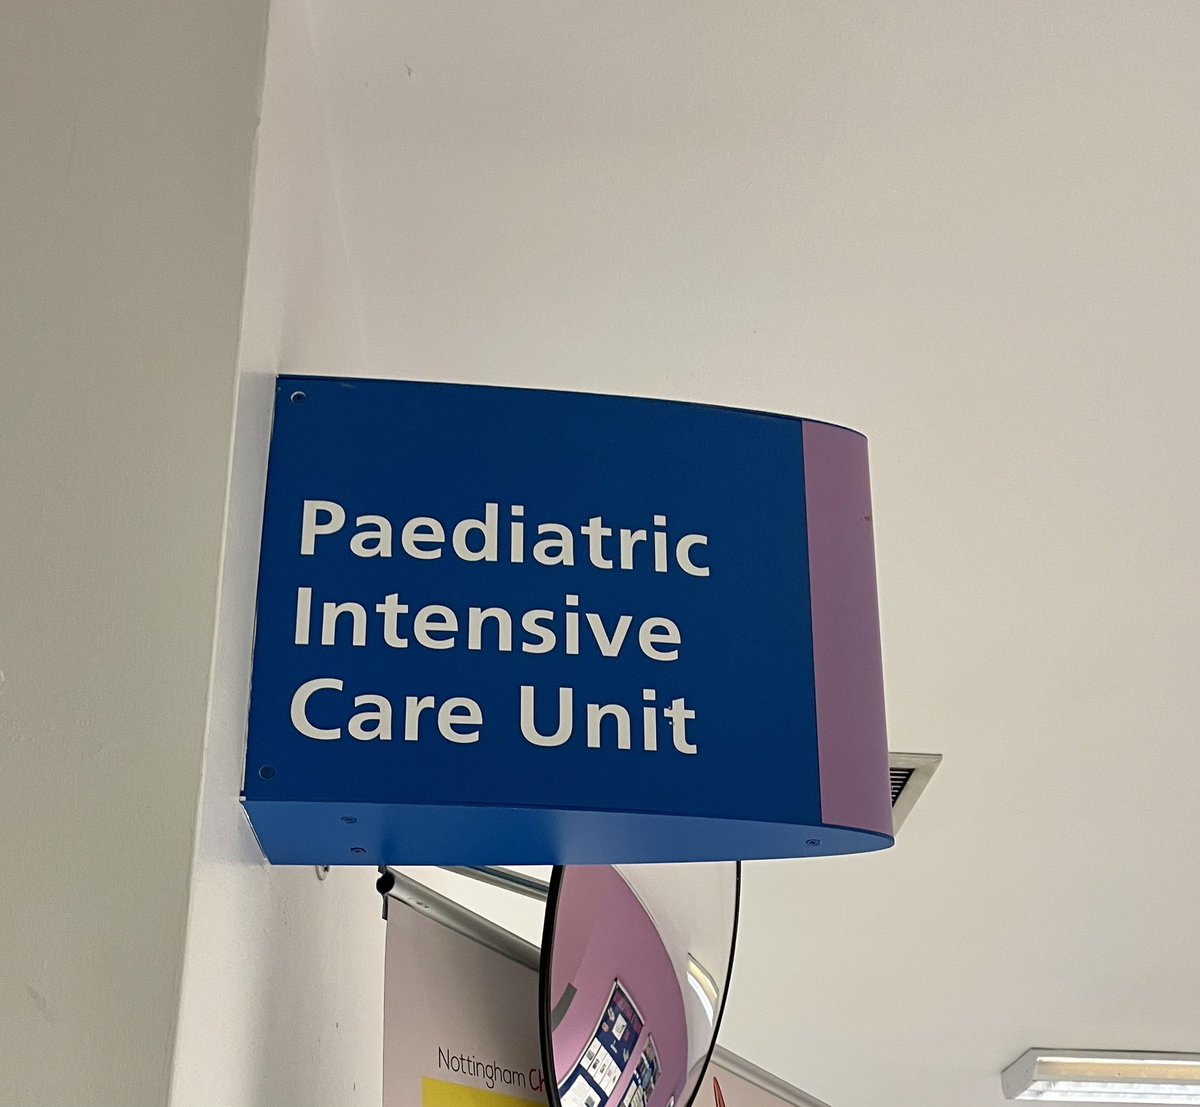 Paediatric
Intensive
Care Unit
Nottingham